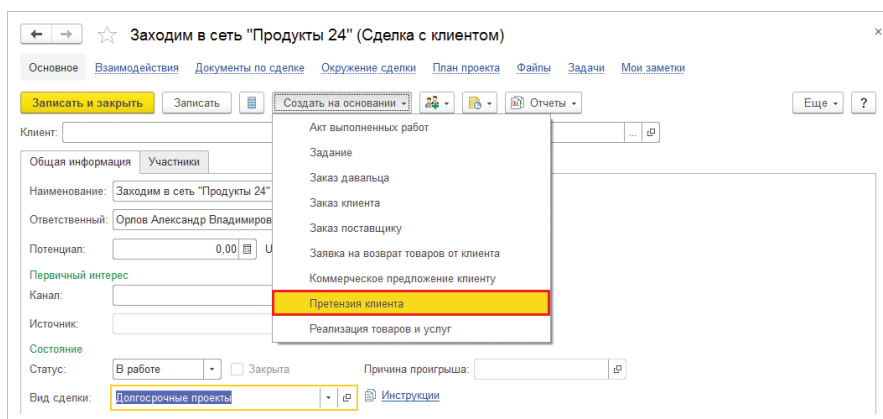 Заходим в сеть "Продукты 24" (Сделка с клиентом)
Основное Взаимодействия Документы по сделке Окружение сделки План проекта Файлы Задачи Мои заметки
Записать и закрыть Записать Создать на основании Отчеты Еще ?
Клиент: ...
Акт выполненных работ
Общая информация Участники
Задание
Наименование: Заходим в сеть "Продукты 24"
Заказ давальца
Заказ клиента
Ответственный: Орлов Александр Владимиров
Заказ поставщику
Потенциал: 0,00 U
Заявка на возврат товаров от клиента
Первичный интерес
Коммерческое предложение клиенту
Канал:
Претензия клиента
Источник:
Реализация товаров и услуг
Состояние
Статус: В работе Закрыта Причина проигрыша:
Вид сделки: Долгосрочные проекты Инструкции